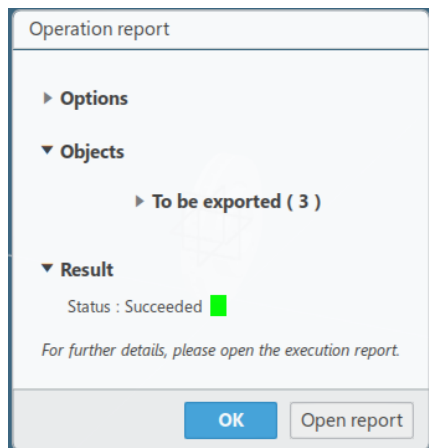 Operation report
Options
Objects
To be exported ( 3 )
Result
Status : Succeeded
For further details, please open the execution report.
OK Open report